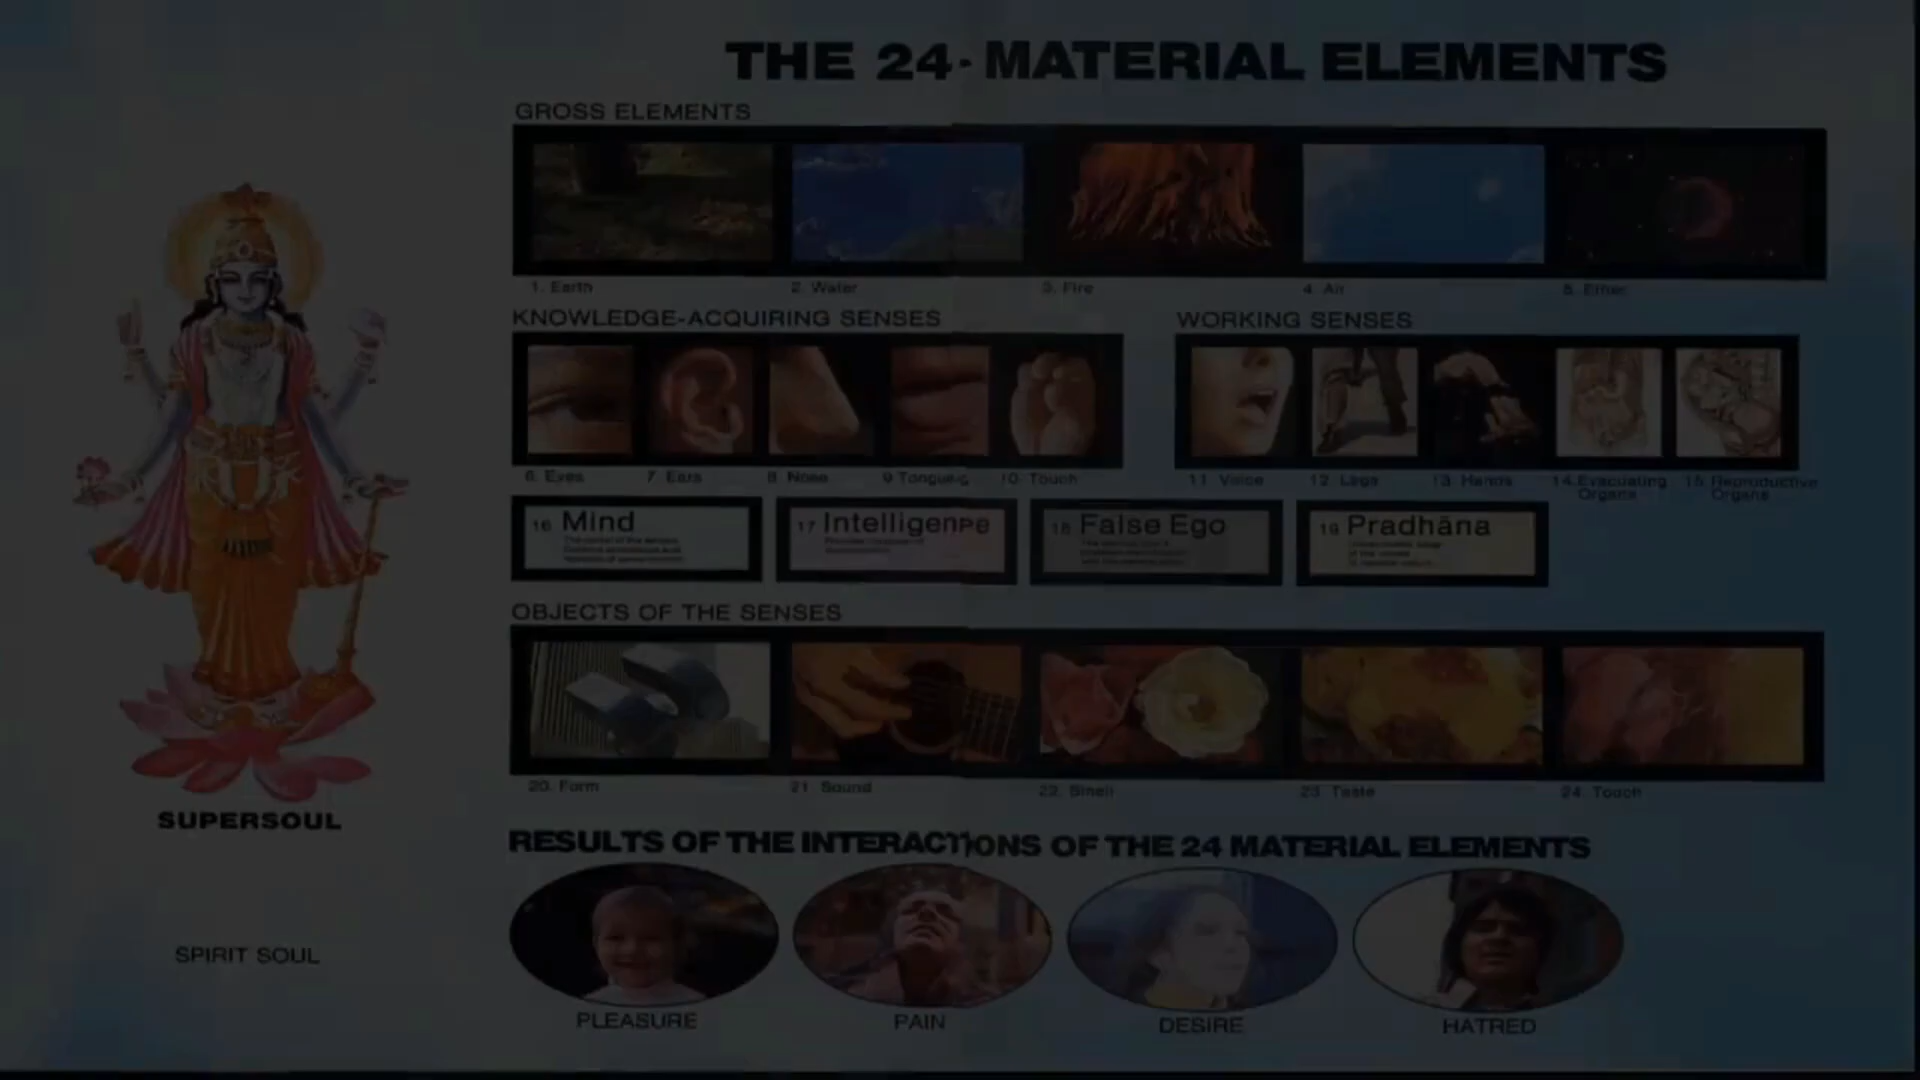 THE 24 · MATERIAL ELEMENTS
GROSS ELEMENTS
1. Earth
2. Water
3. Fire
4. Air
5. Ether
KNOWLEDGE-ACQUIRING SENSES
WORKING SENSES
6. Eyes
7. Ears
8. Nose
9 Tongue
10. Touch
11. Voice
12. Legs
13. Hands
14. Evacuating
Organs
15. Reproductive
Organs
16 Mind
17 Intelligence
18 False Ego
19 Pradhāna
OBJECTS OF THE SENSES
20. Form
21. Sound
22. Smell
23. Taste
24. Touch
SUPERSOUL
RESULTS OF THE INTERACTIONS OF THE 24 MATERIAL ELEMENTS
SPIRIT SOUL
PLEASURE
PAIN
DESIRE
HATRED